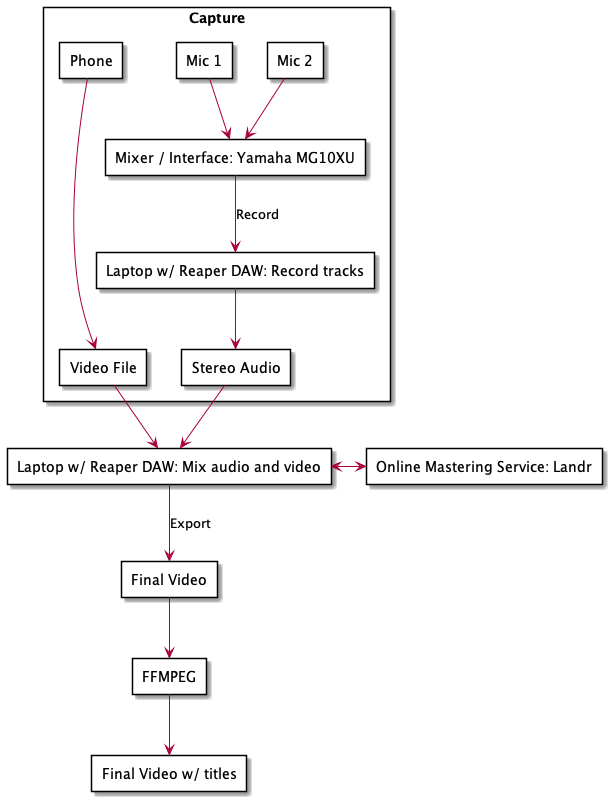 Capture
Phone
Mic 1
Mic 2
Mixer / Interface: Yamaha MG10XU
Record
Laptop w/ Reaper DAW: Record tracks
Video File
Stereo Audio
Laptop w/ Reaper DAW: Mix audio and video
Online Mastering Service: Landr
Export
Final Video
FFMPEG
Final Video w/ titles